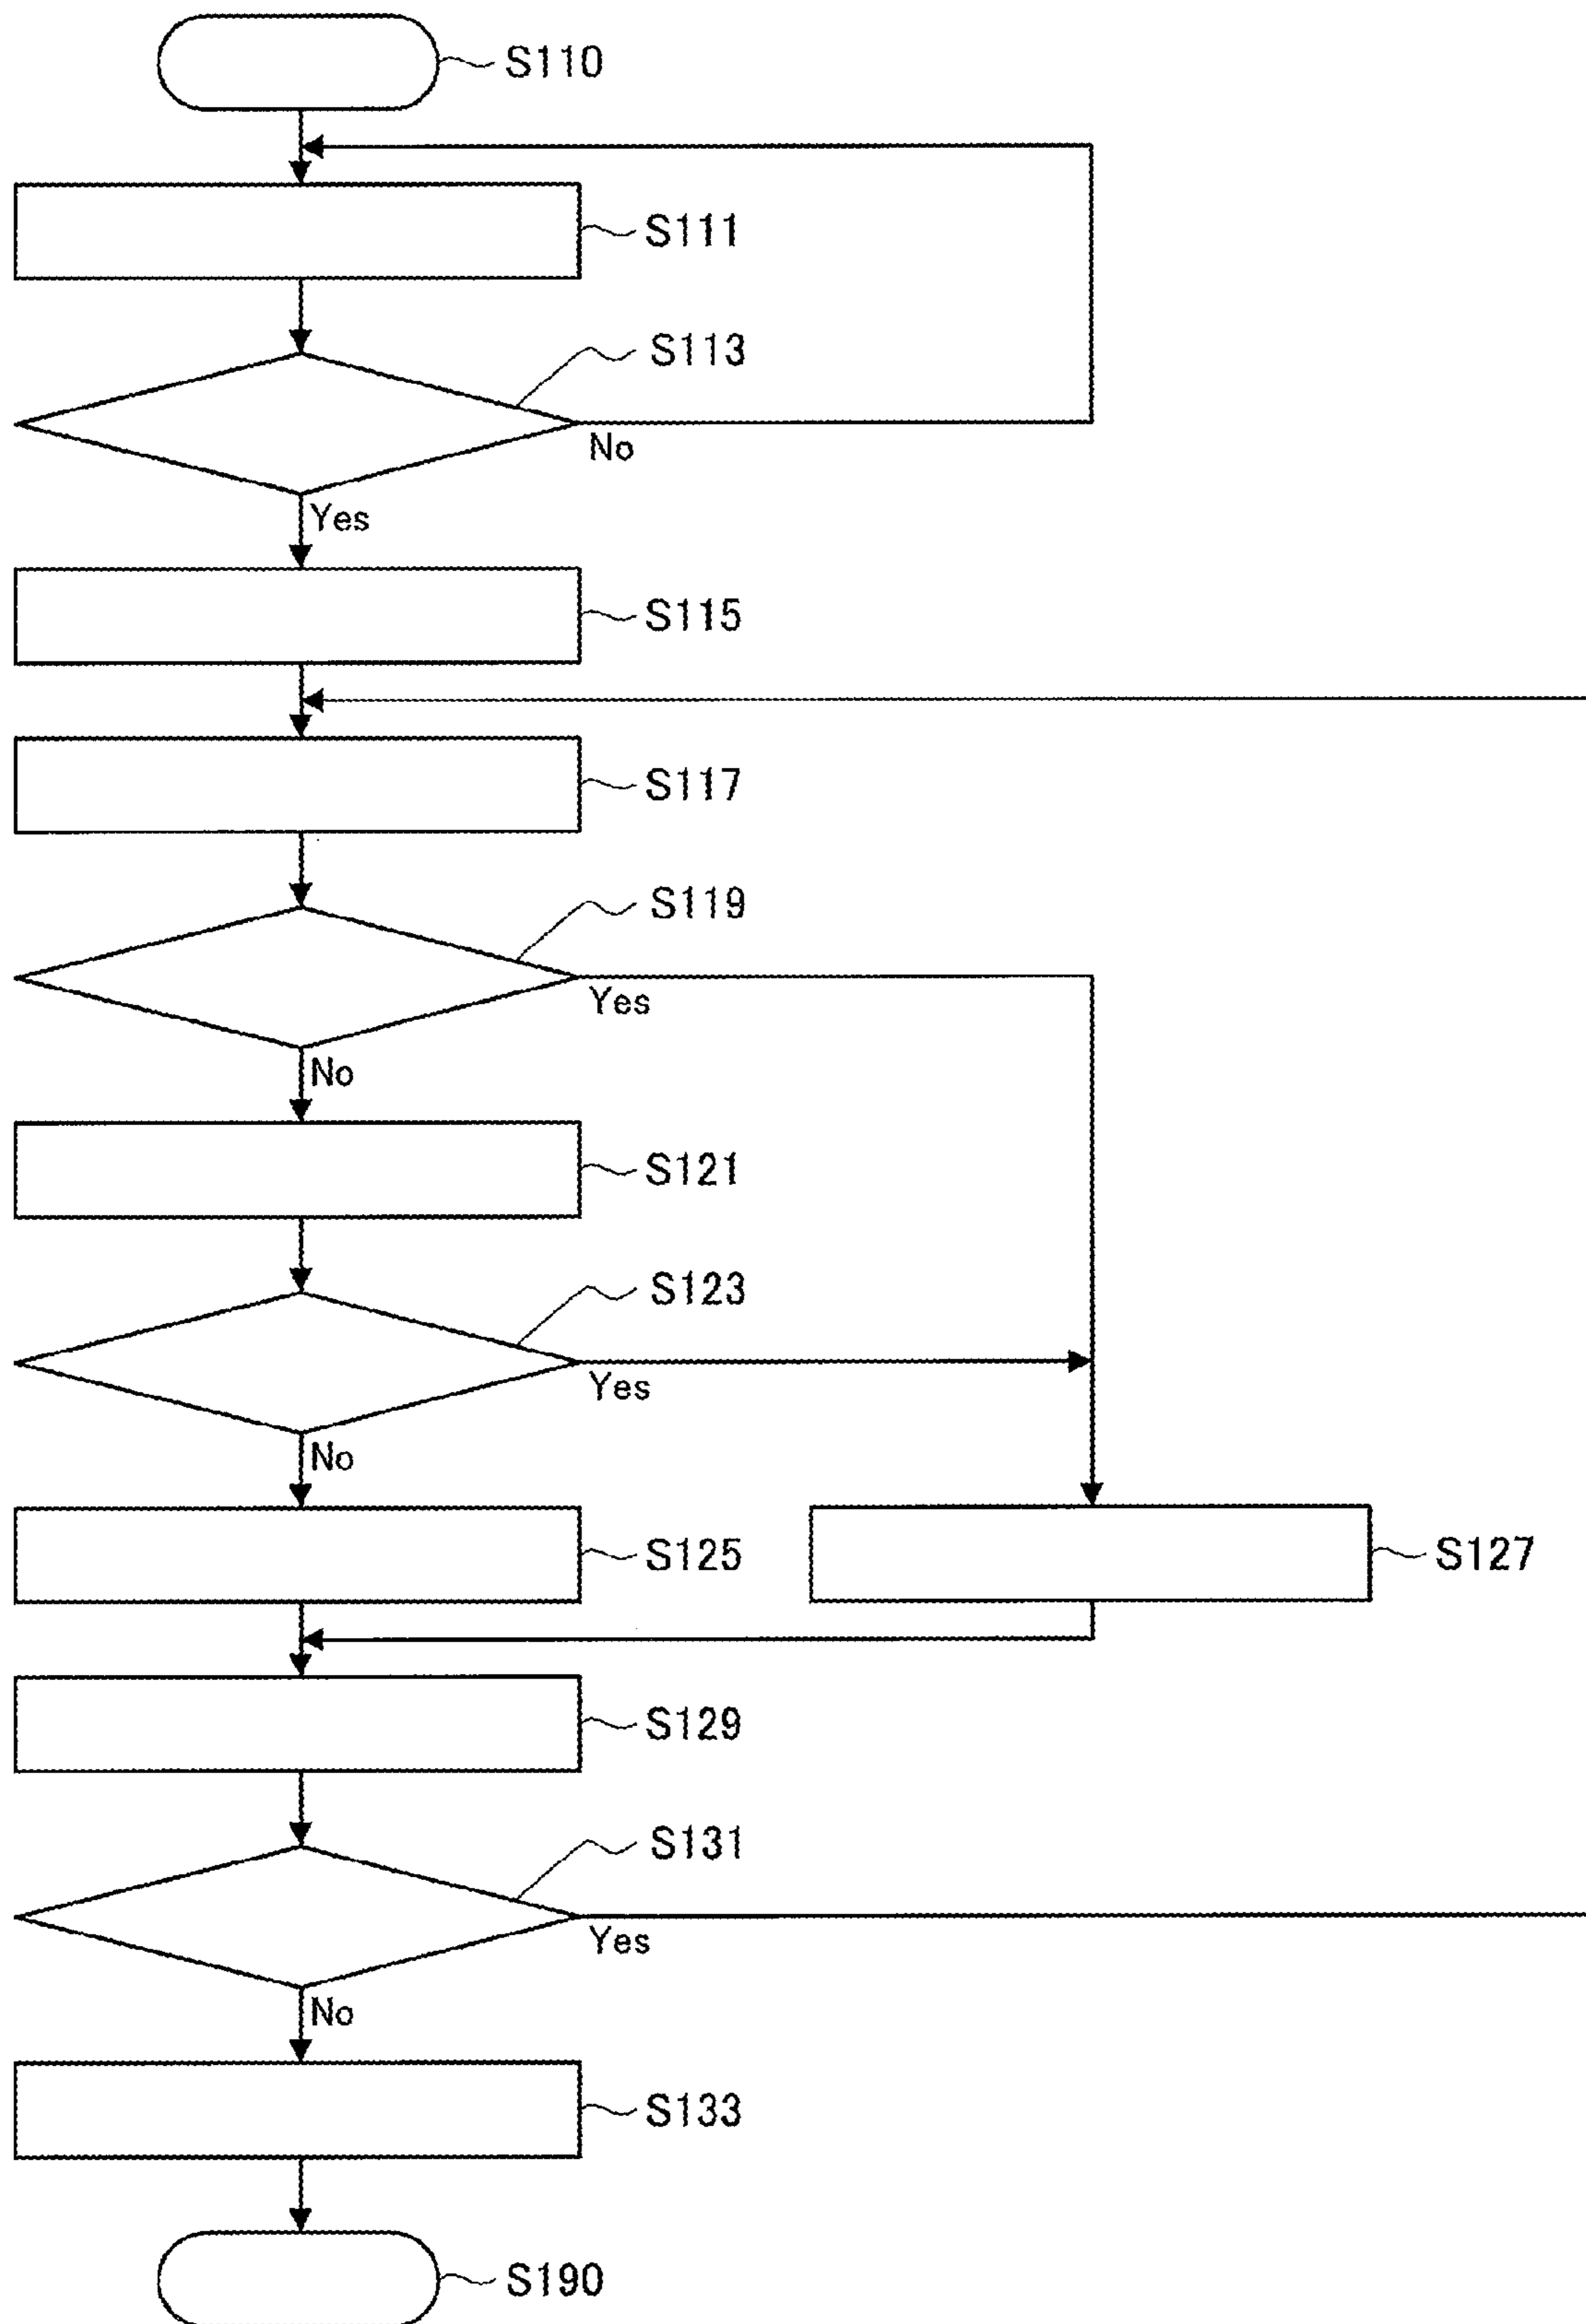 S110
S111
S113
No
Yes
S115
S117
S119
Yes
No
S121
S123
Yes
No
S125
S127
S129
S131
Yes
No
S133
S190